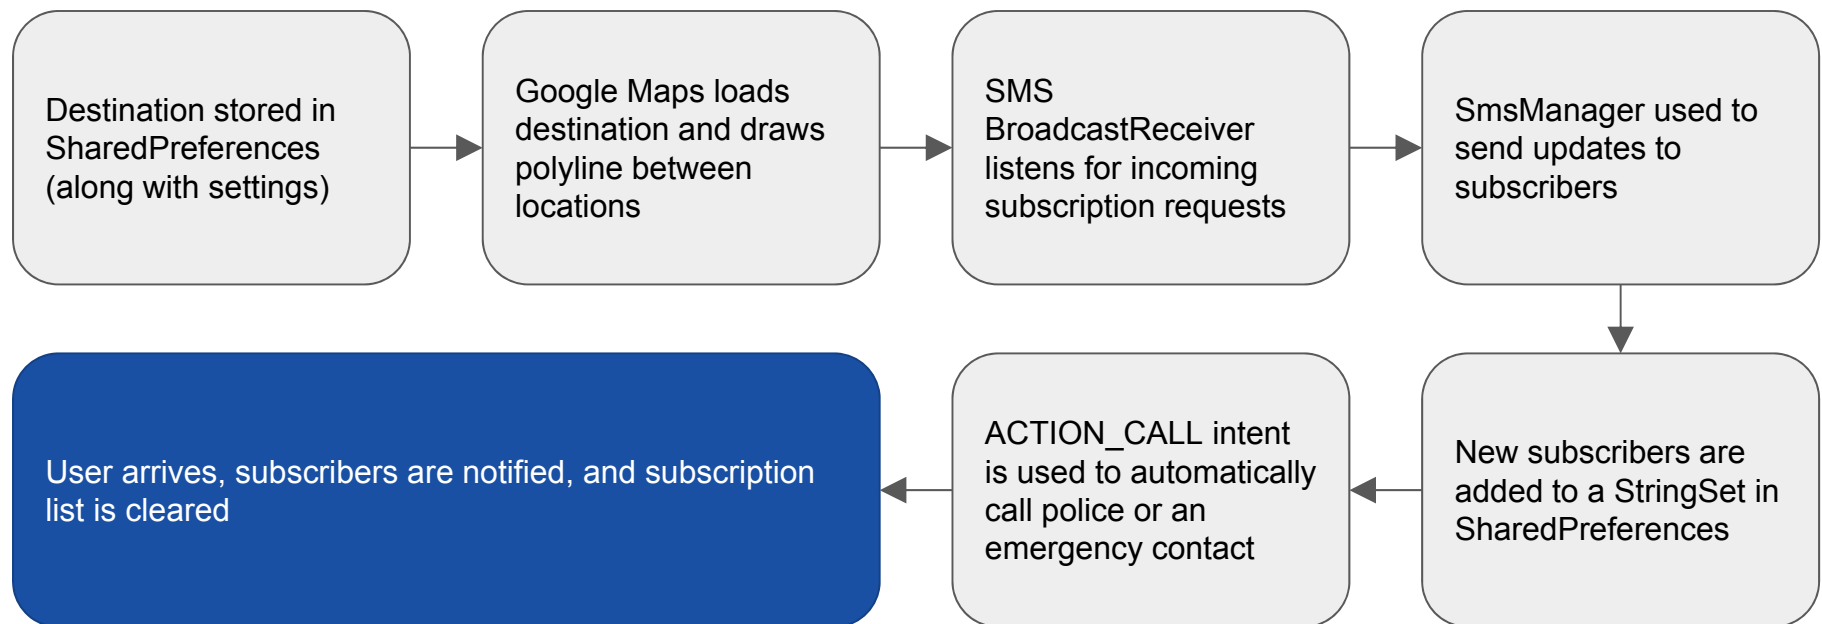 Destination stored in
SharedPreferences
(along with settings)
Google Maps loads
destination and draws
polyline between
locations
SMS
BroadcastReceiver
listens for incoming
subscription requests
SmsManager used to
send updates to
subscribers
New subscribers are
added to a StringSet in
SharedPreferences
ACTION_CALL intent
is used to automatically
call police or an
emergency contact
User arrives, subscribers are notified, and subscription
list is cleared